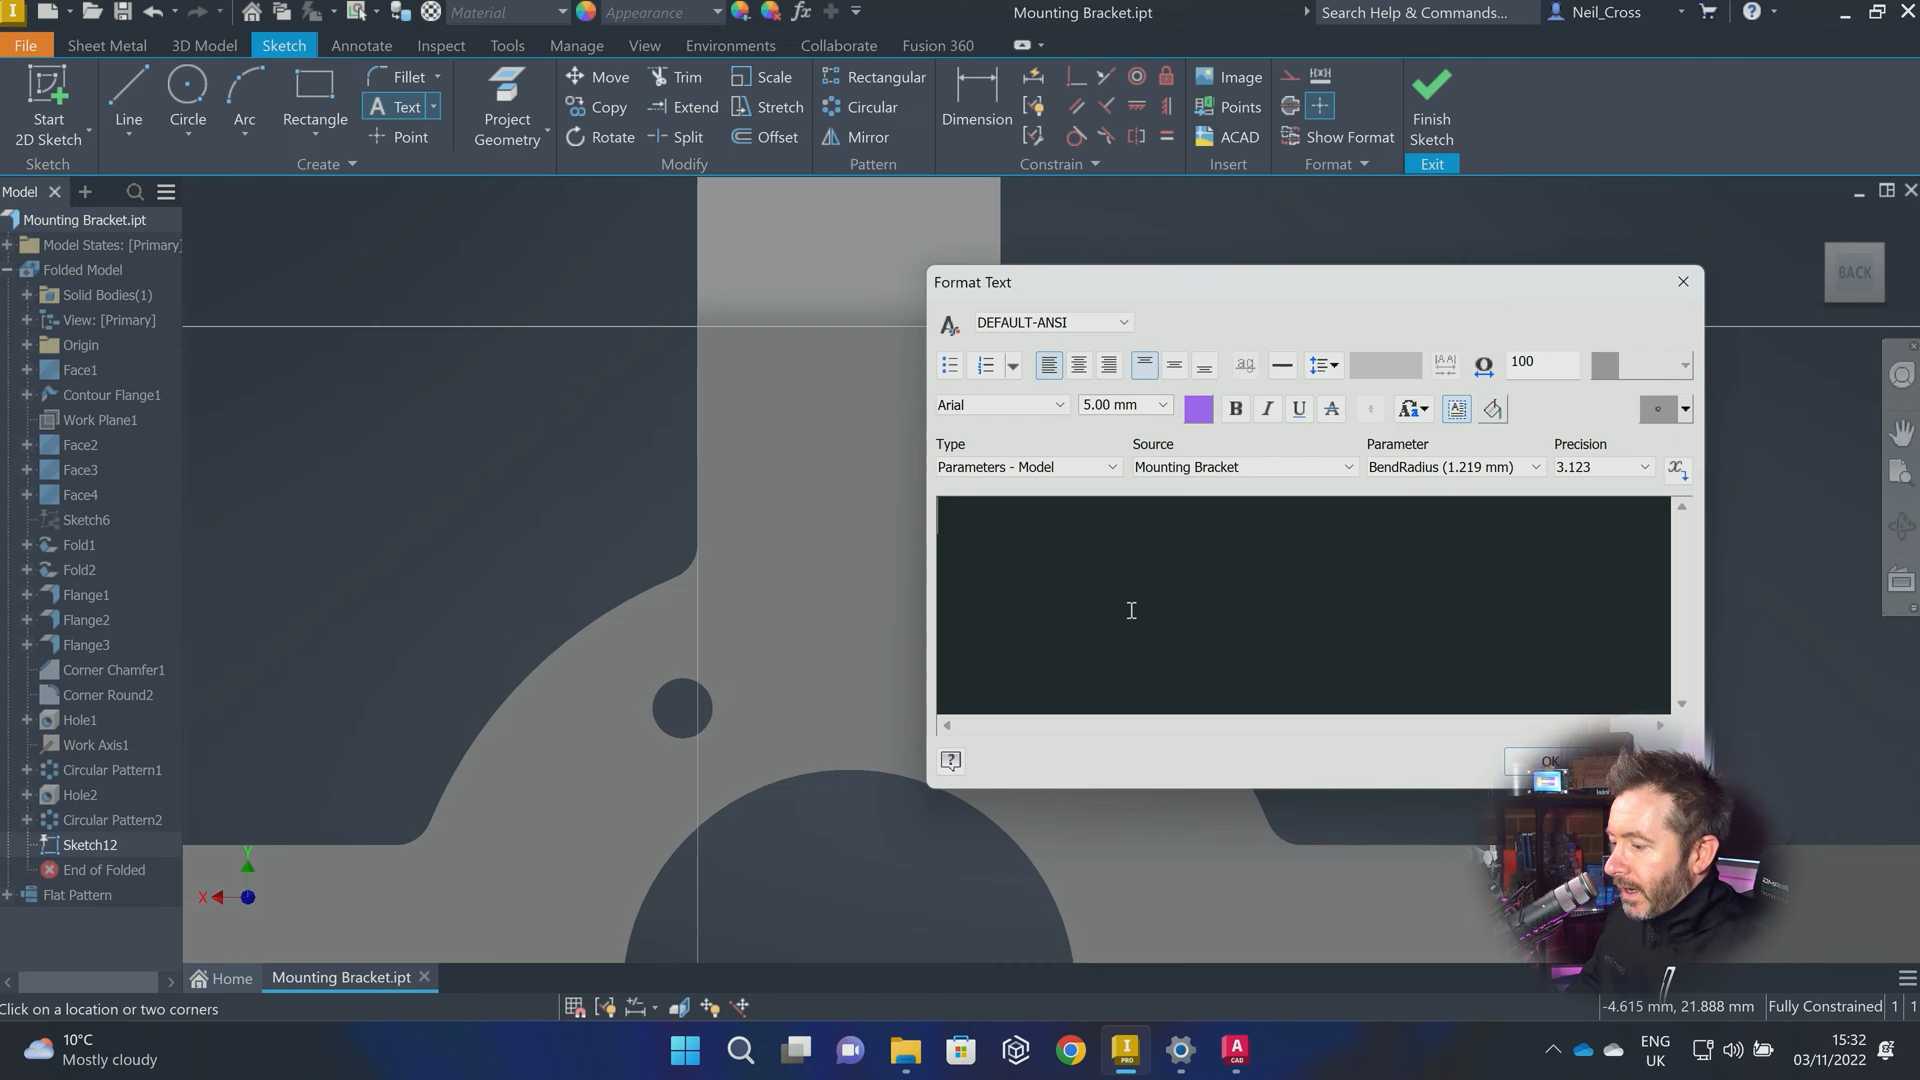 Material
Appearance
fx
Mounting Bracket.ipt
Search Help & Commands...
Neil_Cross
File
Sheet Metal
3D Model
Sketch
Annotate
Inspect
Tools
Manage
View
Environments
Collaborate
Fusion 360
Start
2D Sketch
Line
Circle
Arc
Rectangle
Fillet
A Text
Point
Project
Geometry
Move
Copy
Rotate
Trim
Extend
Split
Scale
Stretch
Offset
Rectangular
Circular
Mirror
Dimension
Image
Points
ACAD
Show Format
Finish
Sketch
Sketch
Create
Modify
Pattern
Constrain
Insert
Format
Exit
Model
Mounting Bracket.ipt
Model States: [Primary]
Folded Model
Solid Bodies(1)
View: [Primary]
Origin
Face1
Contour Flange1
Work Plane1
Face2
Face3
Face4
Sketch6
Fold1
Fold2
Flange1
Flange2
Flange3
Corner Chamfer1
Corner Round2
Hole1
Work Axis1
Circular Pattern1
Hole2
Circular Pattern2
Sketch12
End of Folded
Flat Pattern
BACK
Format Text
DEFAULT-ANSI
100
Arial
5.00 mm
B I U A
Type
Source
Parameter
Precision
Parameters - Model
Mounting Bracket
BendRadius (1.219 mm)
3.123
OK
Y
X
Home
Mounting Bracket.ipt
Click on a location or two corners
-4.615 mm, 21.888 mm
Fully Constrained
1
1
10°C
Mostly cloudy
I
PRO
A
CAD
ENG
UK
15:32
03/11/2022